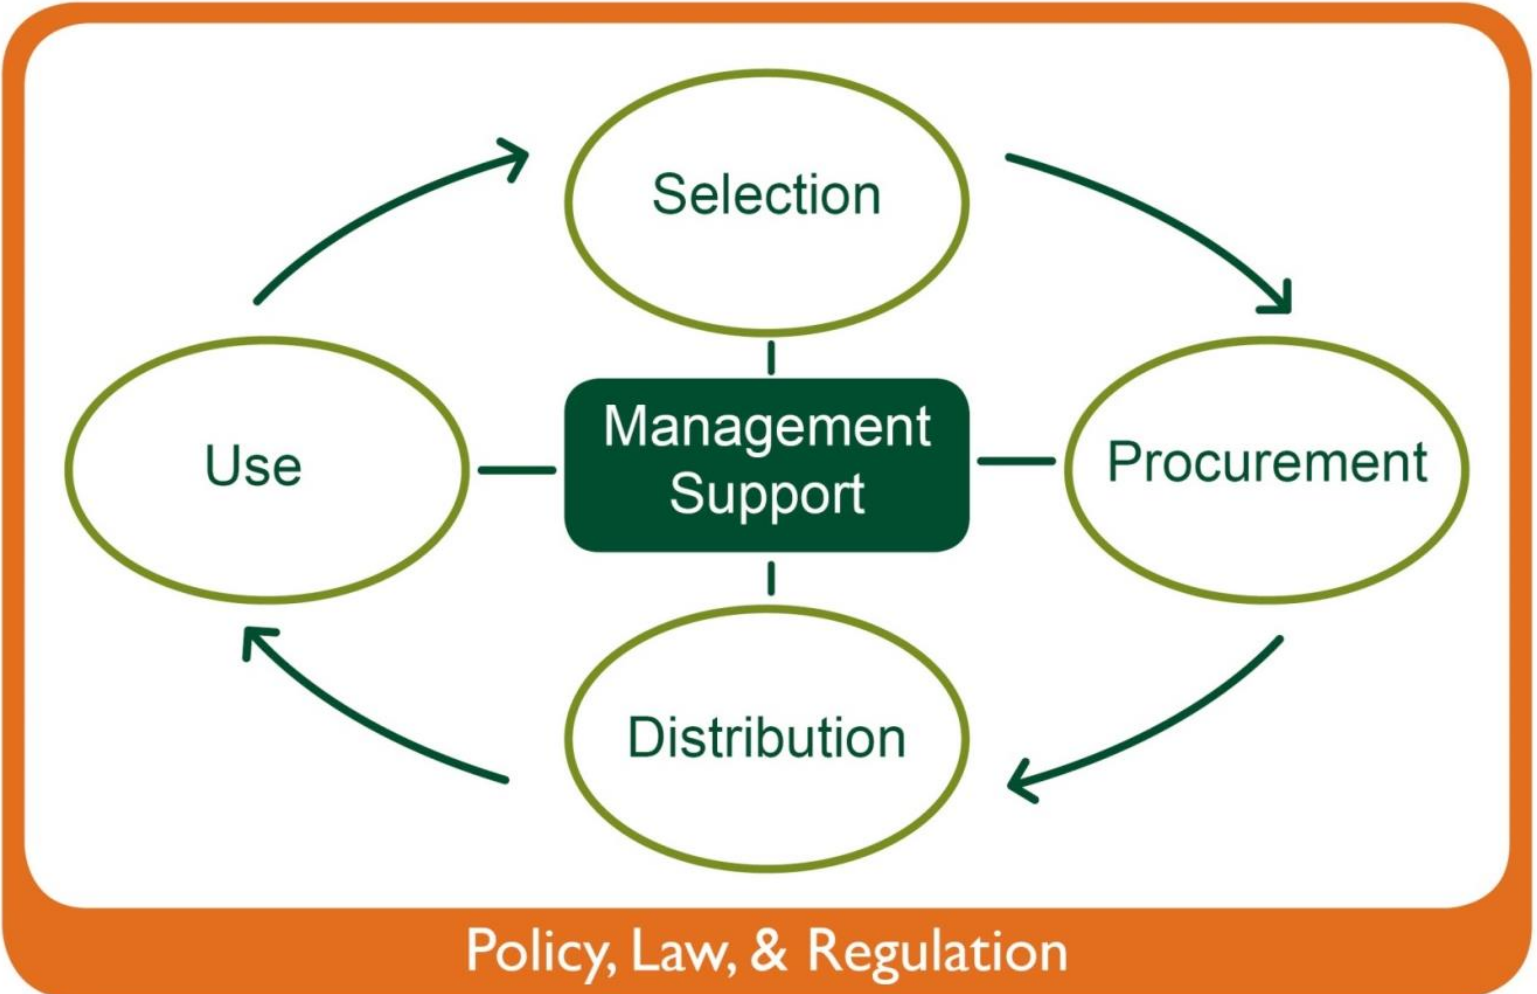 Selection
Use
Management
Support
Procurement
Distribution
Policy, Law, & Regulation